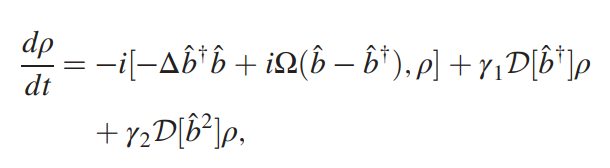 dρ/dt = −i[−Δb̂†b̂ + iΩ(b̂ − b̂†), ρ] + γ₁𝒟[b̂†]ρ
+ γ₂𝒟[b̂²]ρ,